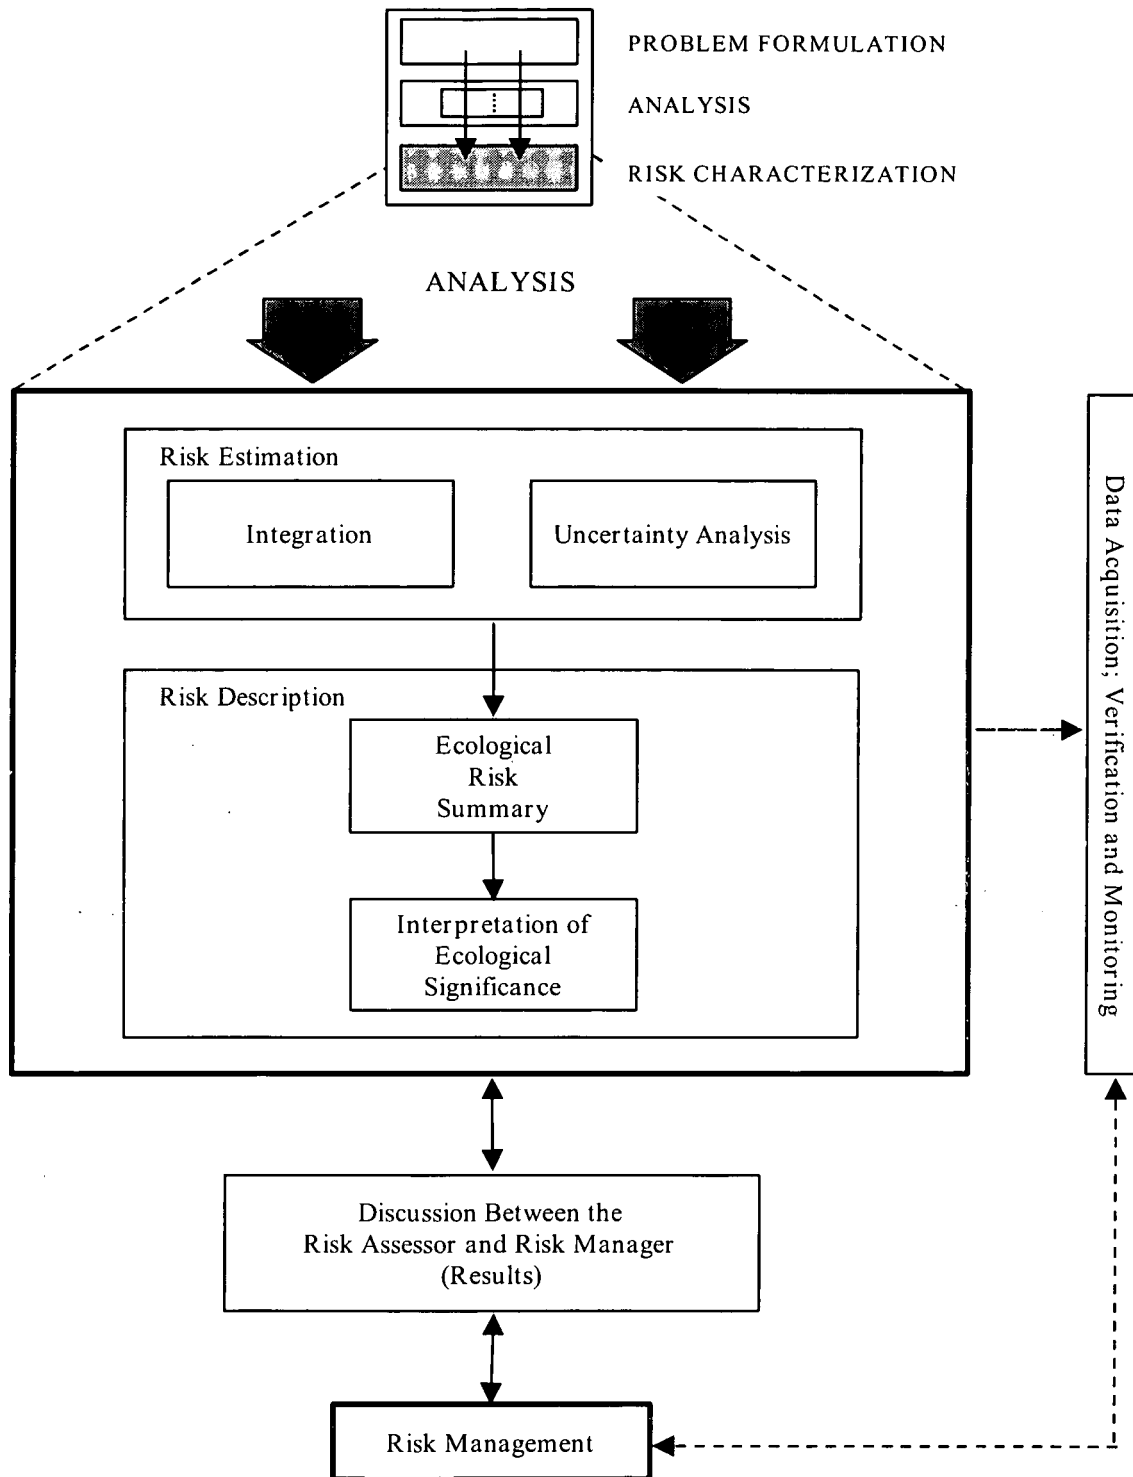 PROBLEM FORMULATION
ANALYSIS
RISK CHARACTERIZATION
ANALYSIS
Risk Estimation
Integration
Uncertainty Analysis
Risk Description
Ecological
Risk
Summary
Interpretation of
Ecological
Significance
Data Acquisition; Verification and Monitoring
Discussion Between the
Risk Assessor and Risk Manager
(Results)
Risk Management